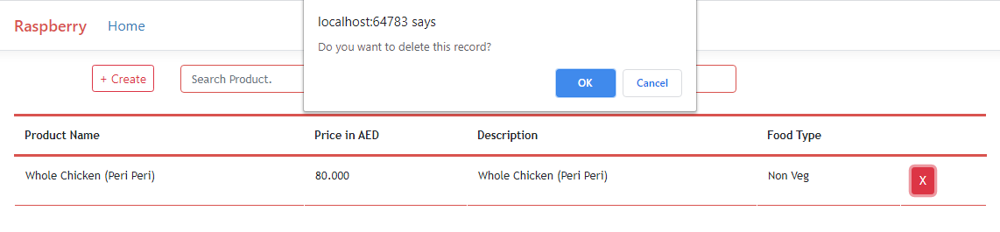 Raspberry Home
localhost:64783 says
Do you want to delete this record?
OK Cancel
+ Create Search Product.
Product Name Price in AED Description Food Type
Whole Chicken (Peri Peri) 80.000 Whole Chicken (Peri Peri) Non Veg X